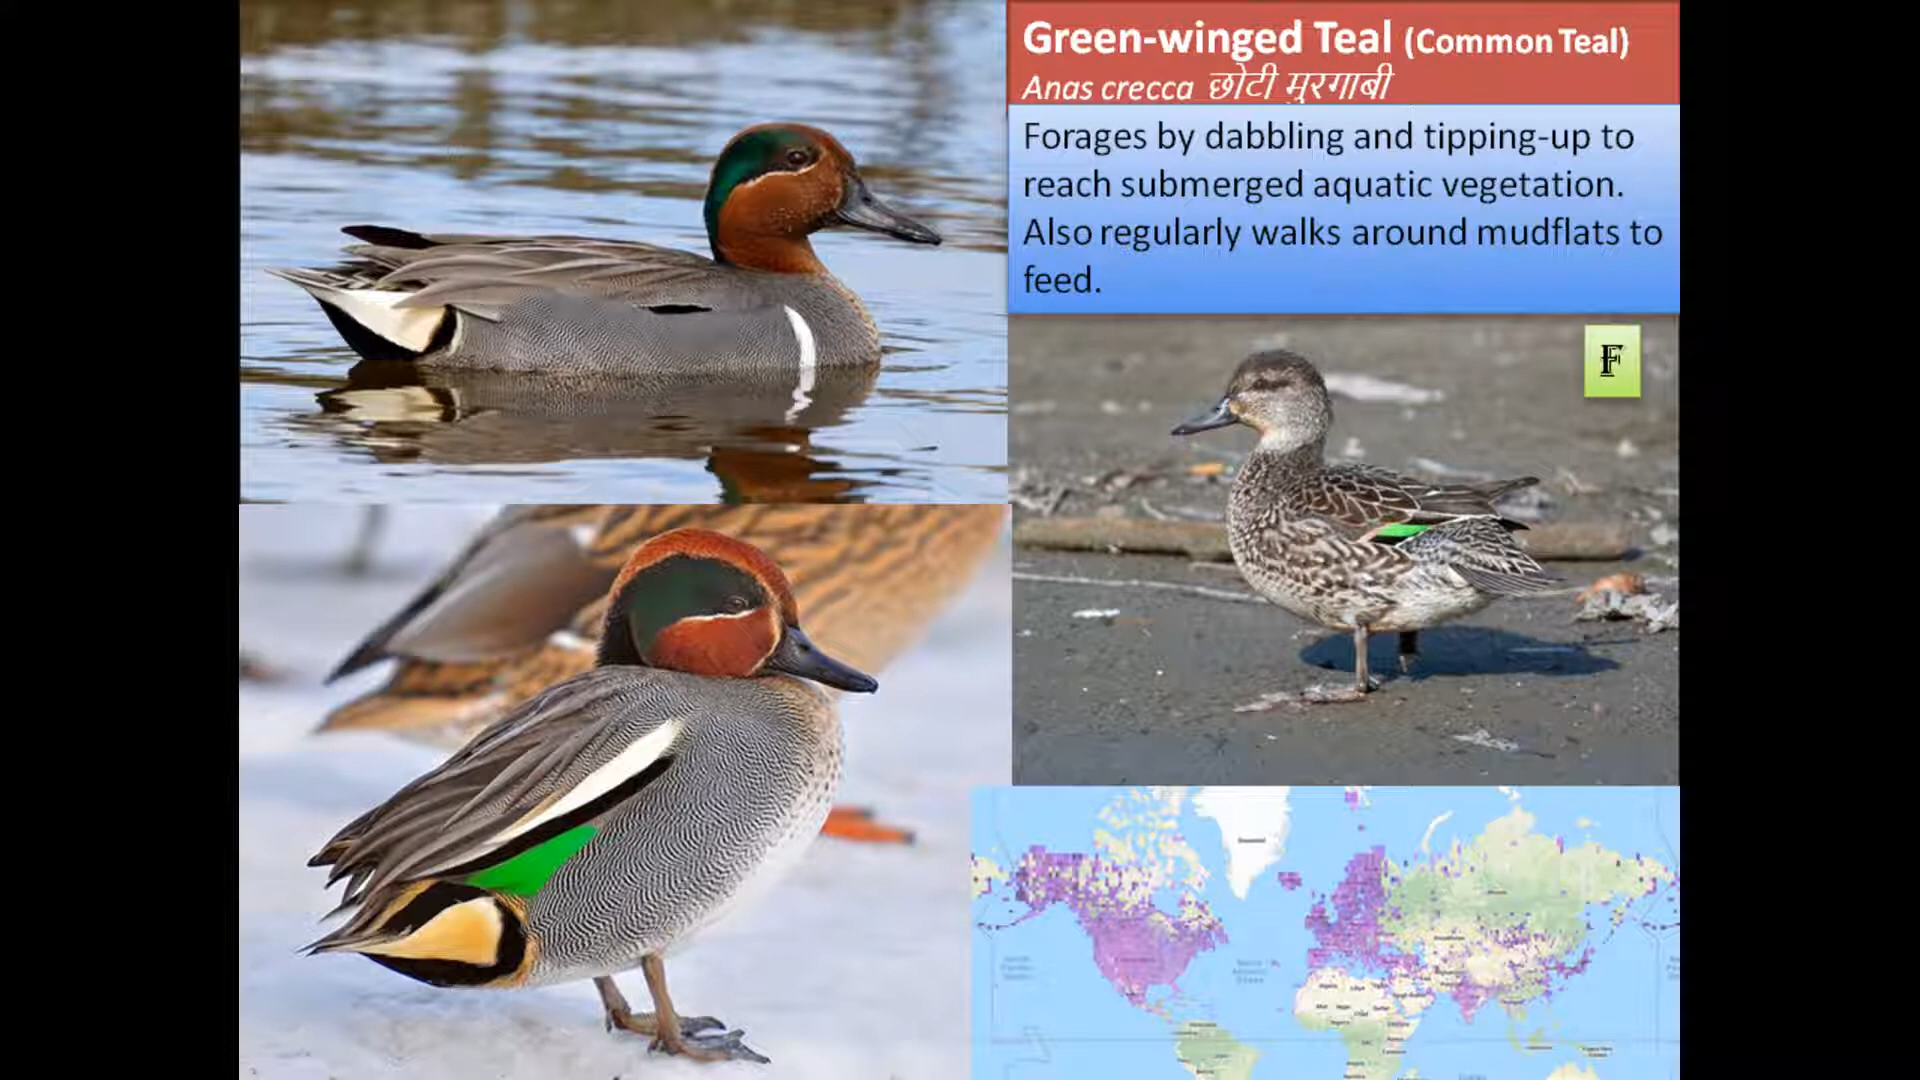 Green-winged Teal (Common Teal)
Anas crecca छोटी मुरगाबी
Forages by dabbling and tipping-up to
reach submerged aquatic vegetation.
Also regularly walks around mudflats to
feed.
F